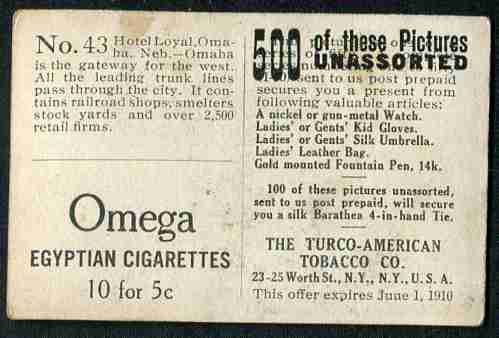 No. 43 Hotel Loyal, Oma-
ha, Neb.—Omaha
is the gateway for the west.
All the leading trunk lines
pass through the city. It con-
tains railroad shops, smelters
stock yards and over 2,500
retail firms.
Omega
EGYPTIAN CIGARETTES
10 for 5c
500 of these Pictures
UNASSORTED
sent to us post prepaid
secures you a present from
following valuable articles:
A nickel or gun-metal Watch.
Ladies' or Gents' Kid Gloves.
Ladies' or Gents' Silk Umbrella.
Ladies' Leather Bag.
Gold mounted Fountain Pen, 14k.
100 of these pictures unassorted,
sent to us post prepaid, will secure
you a silk Barathea 4-in-hand Tie.
THE TURCO-AMERICAN
TOBACCO CO.
23-25 Worth St., N.Y., N.Y., U.S.A.
This offer expires June 1, 1910